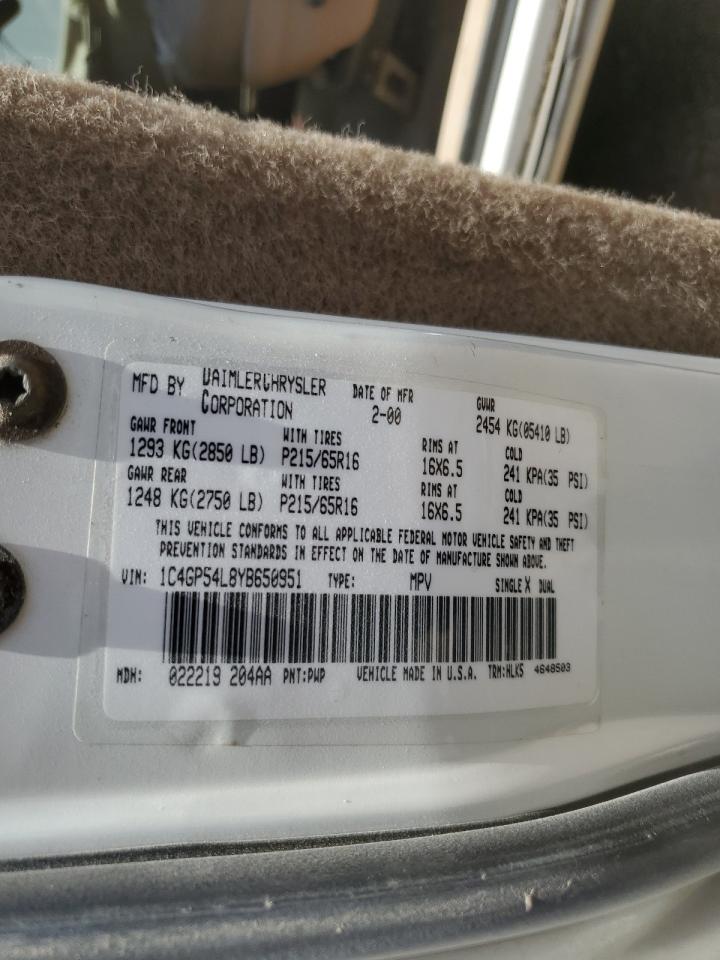 MFD BY DAIMLERCHRYSLER CORPORATION DATE OF MFR 2-00 GVWR 2454 KG(05410 LB)
GAWR FRONT WITH TIRES RIMS AT COLD
1293 KG(2850 LB) P215/65R16 16X6.5 241 KPA(35 PSI)
GAWR REAR WITH TIRES RIMS AT COLD
1248 KG(2750 LB) P215/65R16 16X6.5 241 KPA(35 PSI)
THIS VEHICLE CONFORMS TO ALL APPLICABLE FEDERAL MOTOR VEHICLE SAFETY AND THEFT
PREVENTION STANDARDS IN EFFECT ON THE DATE OF MANUFACTURE SHOWN ABOVE.
VIN: 1C4GP54L8YB650951 TYPE: MPV SINGLE X DUAL
MDH: 022219 204AA PNT:PWP VEHICLE MADE IN U.S.A. TRM:HLK5 4648503